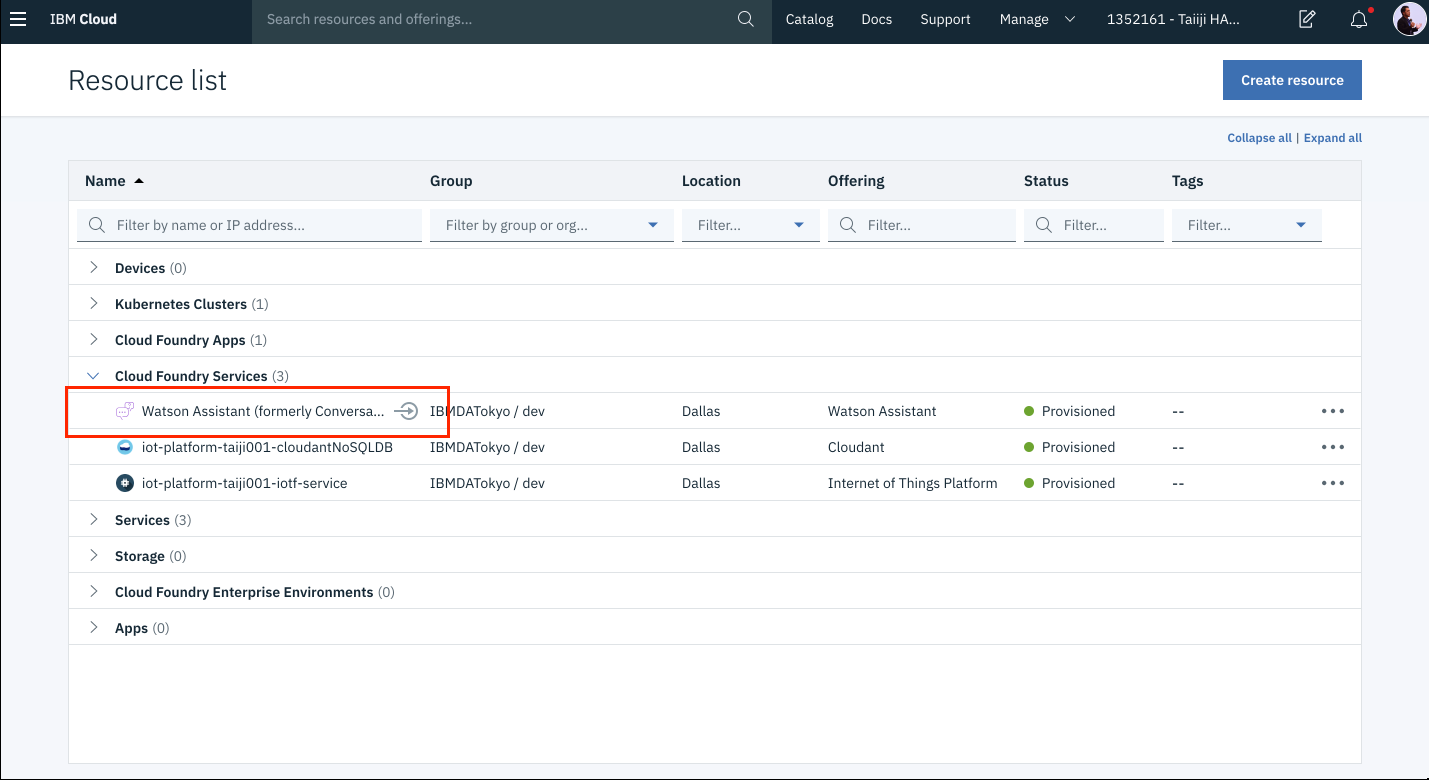 IBM Cloud Search resources and offerings... Catalog Docs Support Manage 1352161 - Taiiji HA...
Resource list
Create resource
Collapse all | Expand all
Name Group Location Offering Status Tags
Filter by name or IP address... Filter by group or org... Filter... Filter... Filter... Filter...
Devices (0)
Kubernetes Clusters (1)
Cloud Foundry Apps (1)
Cloud Foundry Services (3)
Watson Assistant (formerly Conversa... IBMDATokyo / dev Dallas Watson Assistant Provisioned --
iot-platform-taiji001-cloudantNoSQLDB IBMDATokyo / dev Dallas Cloudant Provisioned --
iot-platform-taiji001-iotf-service IBMDATokyo / dev Dallas Internet of Things Platform Provisioned --
Services (3)
Storage (0)
Cloud Foundry Enterprise Environments (0)
Apps (0)